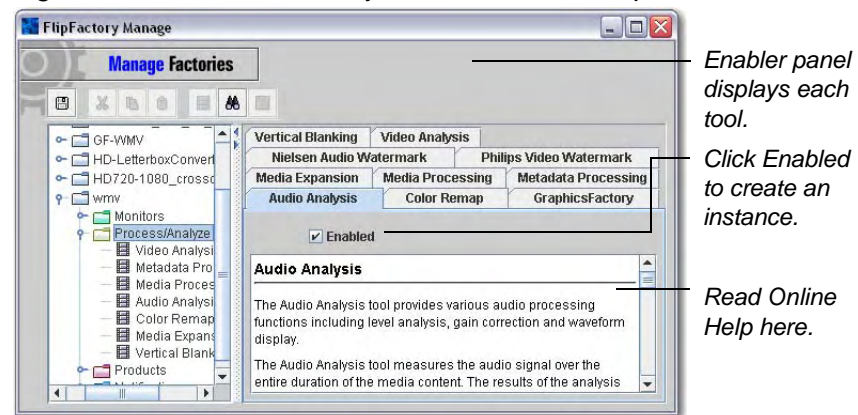 FlipFactory Manage
Manage Factories
Enabler panel
displays each
tool.
GF-WMV
HD-LetterboxConvert
HD720-1080_crossc
wmv
Monitors
Process/Analyze
Video Analysi
Metadata Pro
Media Proces
Audio Analysi
Color Remap
Media Expans
Vertical Blank
Products
Vertical Blanking
Video Analysis
Nielsen Audio Watermark
Philips Video Watermark
Media Expansion
Media Processing
Metadata Processing
Audio Analysis
Color Remap
GraphicsFactory
Enabled
Click Enabled
to create an
instance.
Audio Analysis
The Audio Analysis tool provides various audio processing
functions including level analysis, gain correction and waveform
display.
The Audio Analysis tool measures the audio signal over the
entire duration of the media content. The results of the analysis
Read Online
Help here.